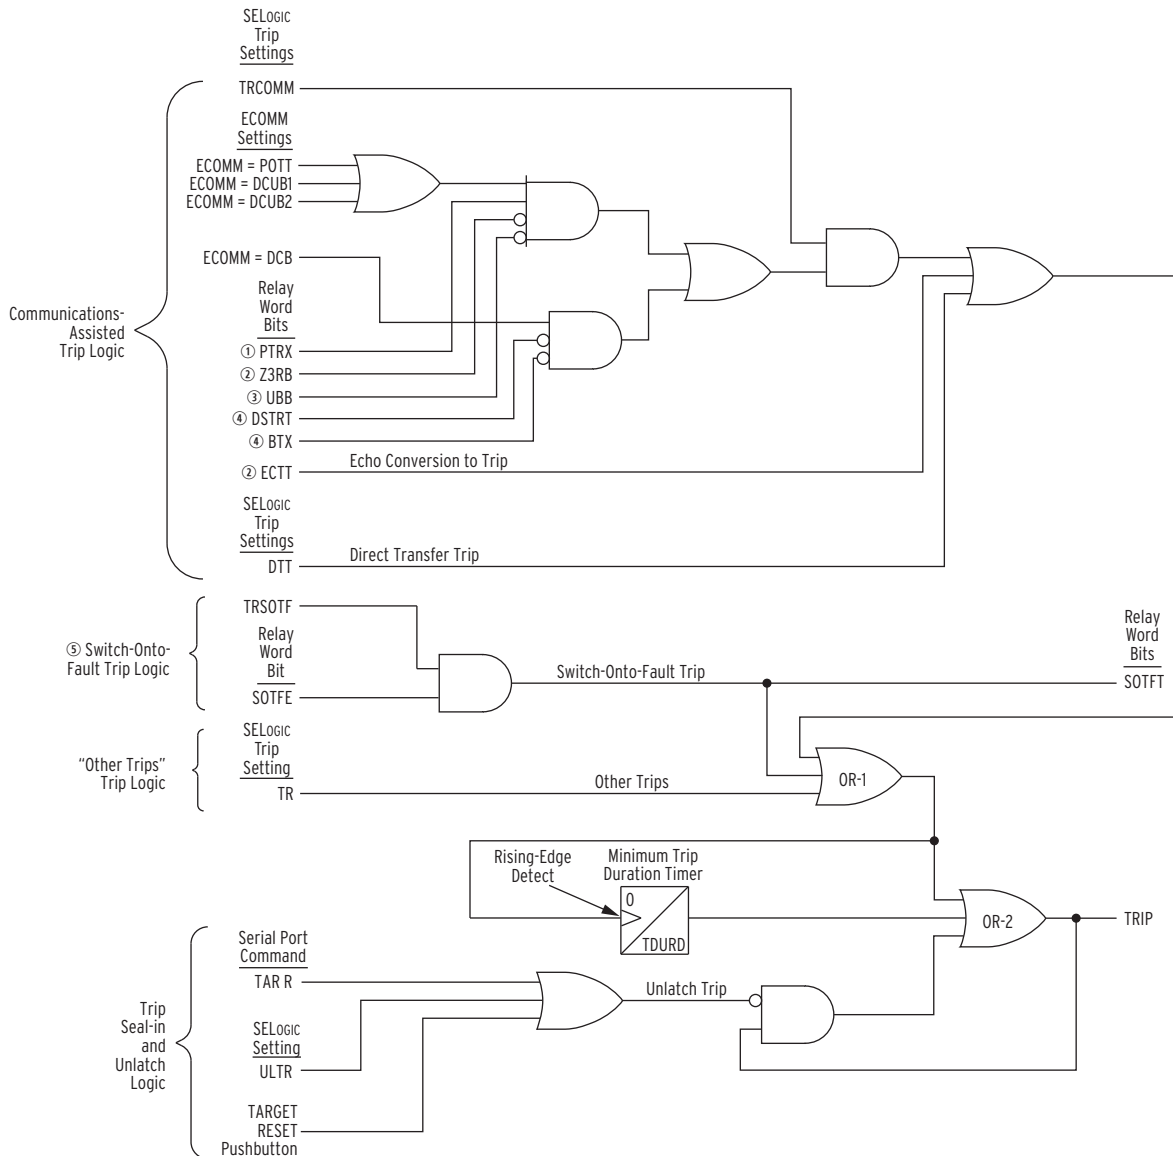 SELOGIC
Trip
Settings
TRCOMM
ECOMM
Settings
ECOMM = POTT
ECOMM = DCUB1
ECOMM = DCUB2
ECOMM = DCB
Relay
Word
Bits
Communications-
Assisted
Trip Logic
① PTRX
② Z3RB
③ UBB
④ DSTRT
④ BTX
② ECTT
Echo Conversion to Trip
SELOGIC
Trip
Settings
DTT
Direct Transfer Trip
TRSOTF
Relay
Word
Bit
SOTFE
⑤ Switch-Onto-
Fault Trip Logic
Switch-Onto-Fault Trip
Relay
Word
Bits
SOTFT
SELOGIC
Trip
Setting
TR
"Other Trips"
Trip Logic
Other Trips
OR-1
Rising-Edge
Detect
Minimum Trip
Duration Timer
0
TDURD
OR-2
TRIP
Serial Port
Command
TAR R
Unlatch Trip
Trip
Seal-in
and
Unlatch
Logic
SELOGIC
Setting
ULTR
TARGET
RESET
Pushbutton